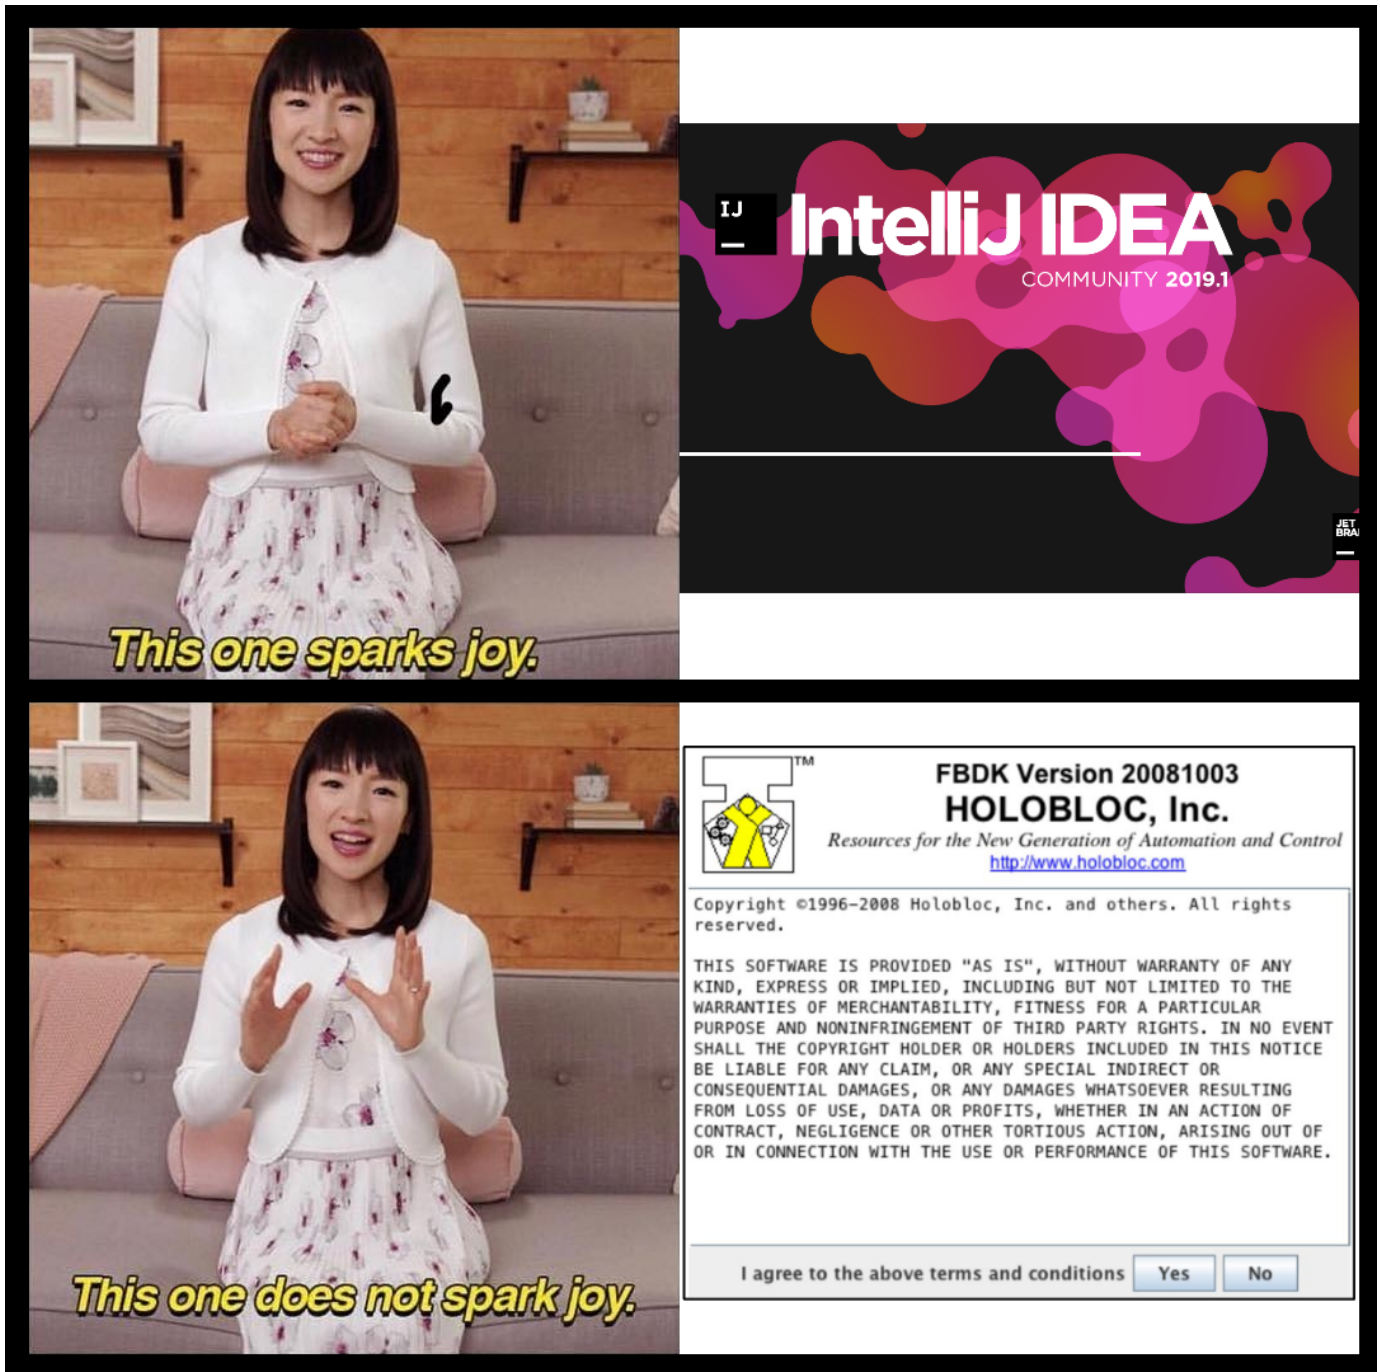 IJ
IntelliJ IDEA
COMMUNITY 2019.1
JET
BRAI
This one sparks joy.
TM
FBDK Version 20081003
HOLOBLOC, Inc.
Resources for the New Generation of Automation and Control
http://www.holobloc.com
Copyright ©1996-2008 Holobloc, Inc. and others. All rights
reserved.
THIS SOFTWARE IS PROVIDED "AS IS", WITHOUT WARRANTY OF ANY
KIND, EXPRESS OR IMPLIED, INCLUDING BUT NOT LIMITED TO THE
WARRANTIES OF MERCHANTABILITY, FITNESS FOR A PARTICULAR
PURPOSE AND NONINFRINGEMENT OF THIRD PARTY RIGHTS. IN NO EVENT
SHALL THE COPYRIGHT HOLDER OR HOLDERS INCLUDED IN THIS NOTICE
BE LIABLE FOR ANY CLAIM, OR ANY SPECIAL INDIRECT OR
CONSEQUENTIAL DAMAGES, OR ANY DAMAGES WHATSOEVER RESULTING
FROM LOSS OF USE, DATA OR PROFITS, WHETHER IN AN ACTION OF
CONTRACT, NEGLIGENCE OR OTHER TORTIOUS ACTION, ARISING OUT OF
OR IN CONNECTION WITH THE USE OR PERFORMANCE OF THIS SOFTWARE.
I agree to the above terms and conditions Yes No
This one does not spark joy.